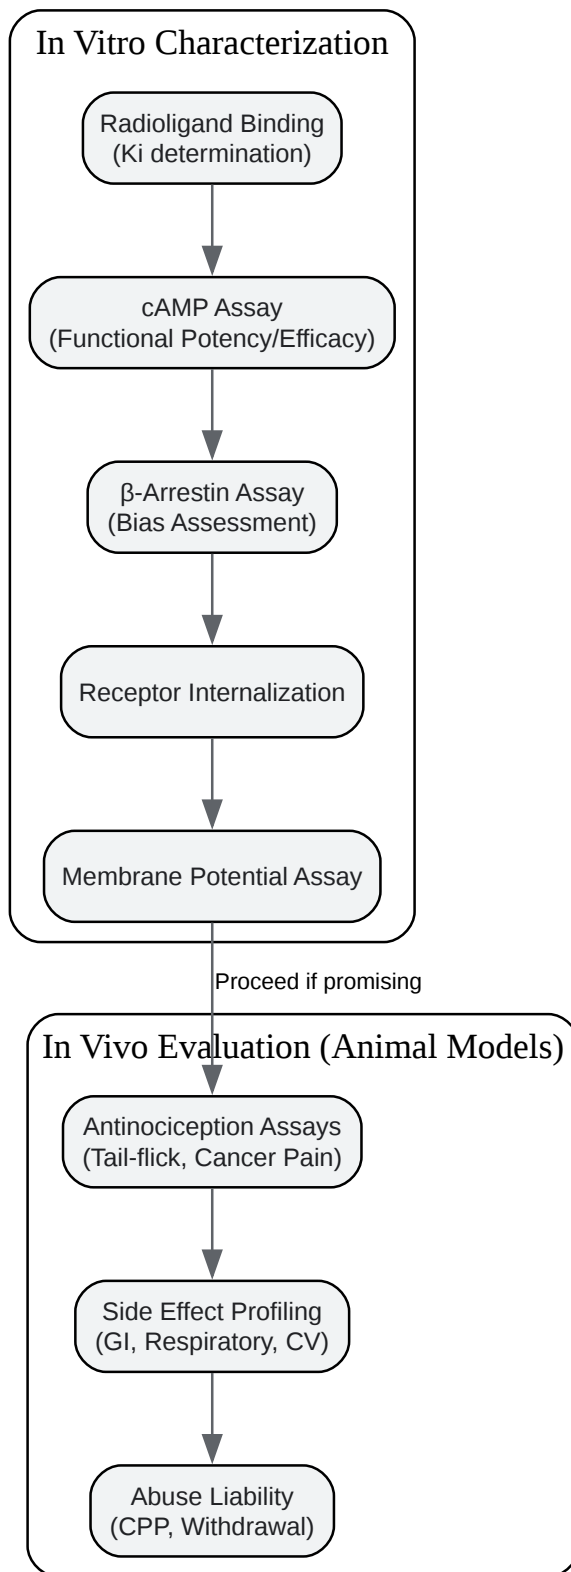 In Vitro Characterization
Radioligand Binding
(Ki determination)
cAMP Assay
(Functional Potency/Efficacy)
β-Arrestin Assay
(Bias Assessment)
Receptor Internalization
Membrane Potential Assay
Proceed if promising
In Vivo Evaluation (Animal Models)
Antinociception Assays
(Tail-flick, Cancer Pain)
Side Effect Profiling
(GI, Respiratory, CV)
Abuse Liability
(CPP, Withdrawal)